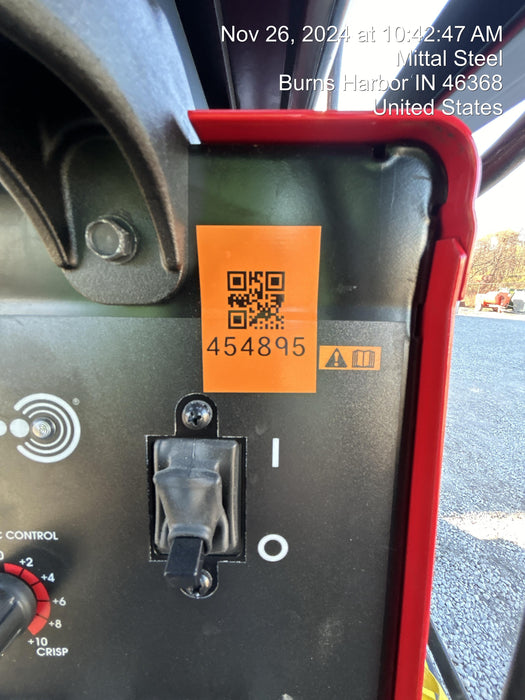 Nov 26, 2024 at 10:42:47 AM
Mittal Steel
Burns Harbor IN 46368
United States
454895
®
I
O
CONTROL
0
+2
+4
+6
+8
+10
CRISP